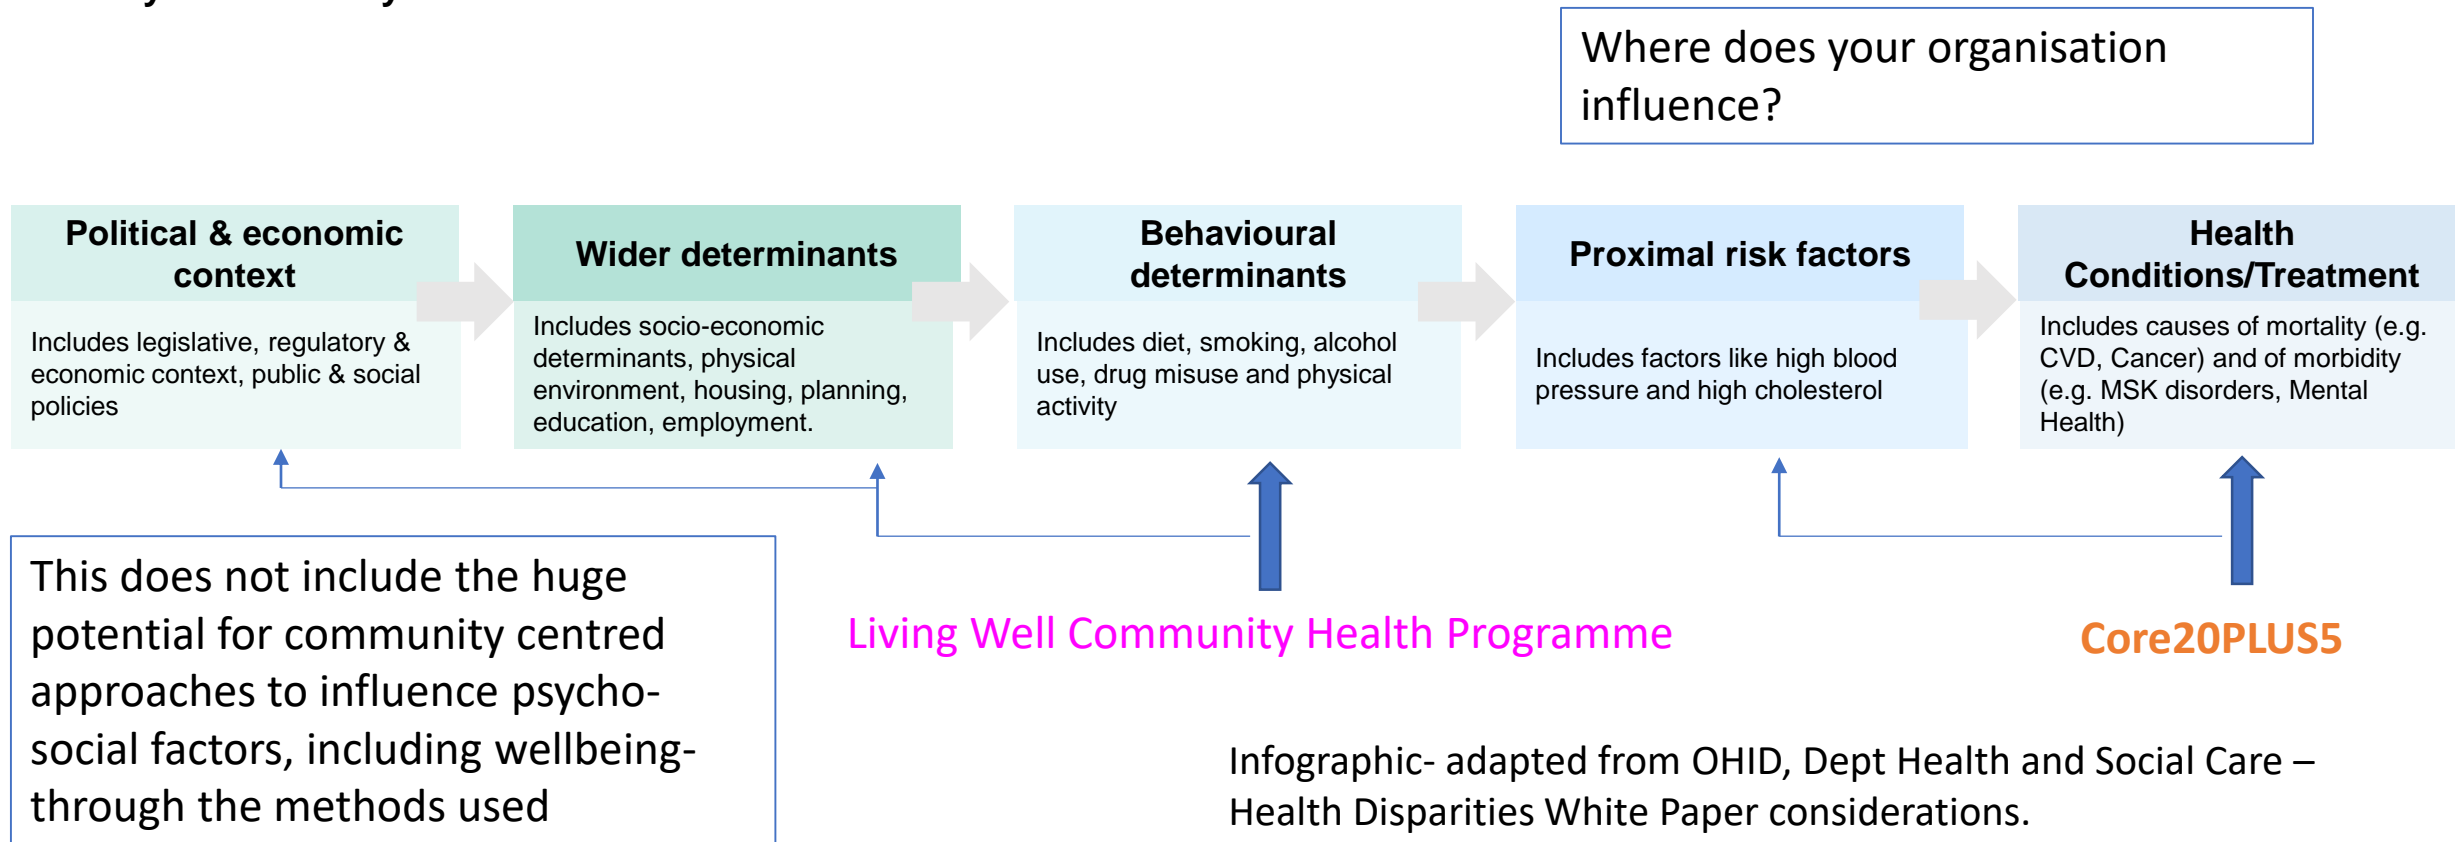 Where does your organisation
influence?
Political & economic
context
Includes legislative, regulatory &
economic context, public & social
policies
Wider determinants
Includes socio-economic
determinants, physical
environment, housing, planning,
education, employment.
Behavioural
determinants
Includes diet, smoking, alcohol
use, drug misuse and physical
activity
Proximal risk factors
Includes factors like high blood
pressure and high cholesterol
Health
Conditions/Treatment
Includes causes of mortality (e.g.
CVD, Cancer) and of morbidity
(e.g. MSK disorders, Mental
Health)
This does not include the huge
potential for community centred
approaches to influence psycho-
social factors, including wellbeing-
through the methods used
Living Well Community Health Programme
Core20PLUS5
Infographic- adapted from OHID, Dept Health and Social Care –
Health Disparities White Paper considerations.